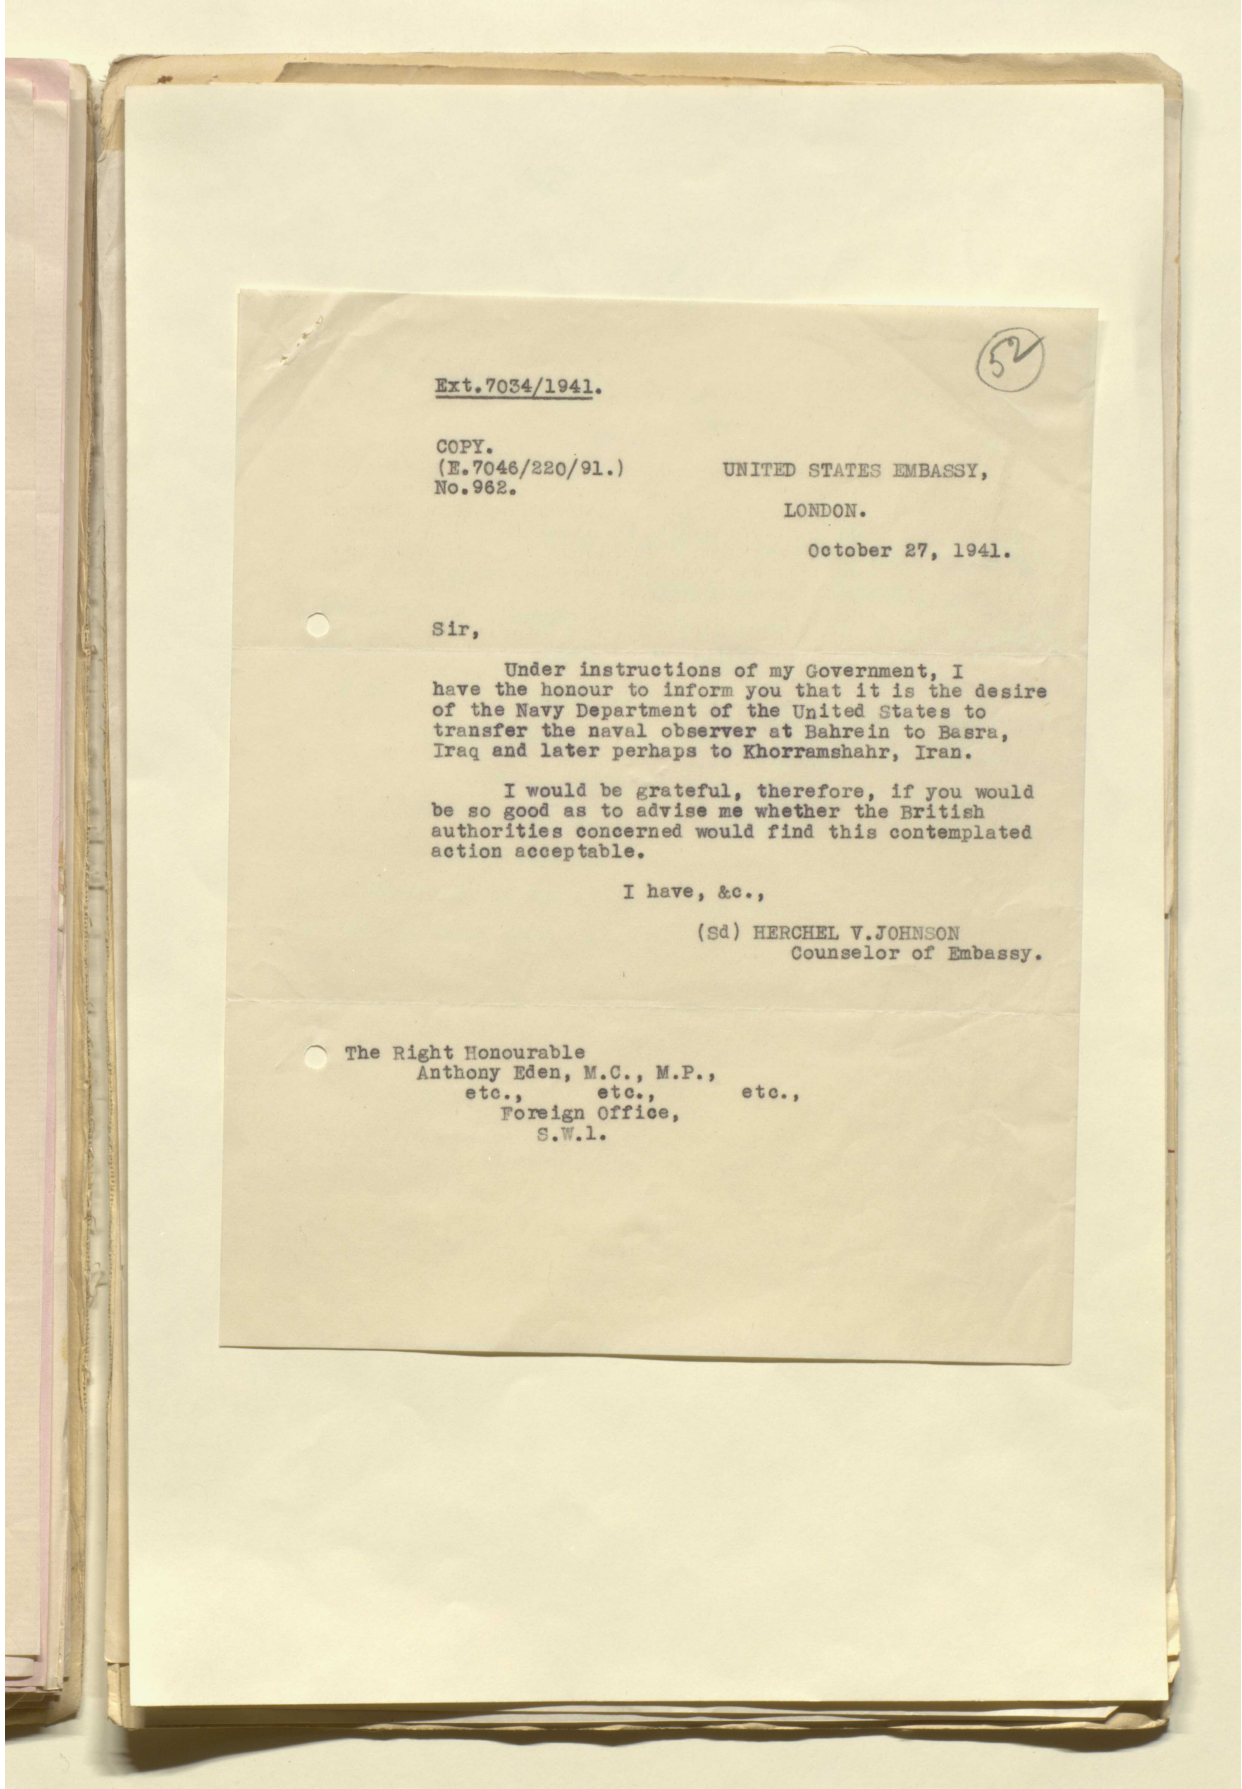 52
Ext.7034/1941.
COPY.
(E.7046/220/91.)
No.962.
UNITED STATES EMBASSY,
LONDON.
October 27, 1941.
Sir,
Under instructions of my Government, I
have the honour to inform you that it is the desire
of the Navy Department of the United States to
transfer the naval observer at Bahrein to Basra,
Iraq and later perhaps to Khorramshahr, Iran.
I would be grateful, therefore, if you would
be so good as to advise me whether the British
authorities concerned would find this contemplated
action acceptable.
I have, &c.,
(Sd) HERCHEL V.JOHNSON
Counselor of Embassy.
The Right Honourable
Anthony Eden, M.C., M.P.,
etc., etc., etc.,
Foreign Office,
S.W.1.